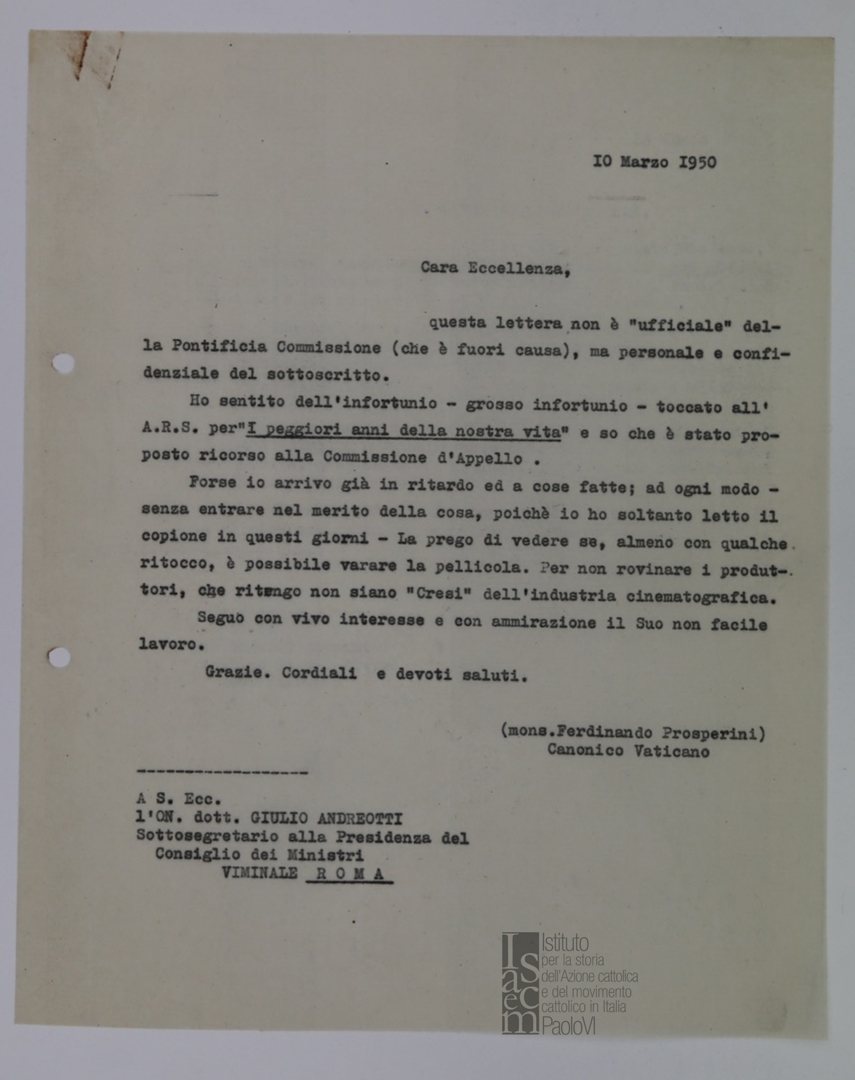 IO Marzo I950
Cara Eccellenza,
questa lettera non è "ufficiale" del-
la Pontificia Commissione (che è fuori causa), ma personale e confi-
denziale del sottoscritto.
Ho sentito dell'infortunio - grosso infortunio - toccato all'
A.R.S. per"I peggiori anni della nostra vita" e so che è stato pro-
posto ricorso alla Commissione d'Appello .
Forse io arrivo già in ritardo ed a cose fatte; ad ogni modo -
senza entrare nel merito della cosa, poichè io ho soltanto letto il
copione in questi giorni - La prego di vedere se, almeno con qualche
ritocco, è possibile varare la pellicola. Per non rovinare i produt-
tori, che ritengo non siano "Cresi" dell'industria cinematografica.
Seguo con vivo interesse e con ammirazione il Suo non facile
lavoro.
Grazie. Cordiali e devoti saluti.
(mons.Ferdinando Prosperini)
Canonico Vaticano
------------------
A S. Ecc.
l'ON. dott. GIULIO ANDREOTTI
Sottosegretario alla Presidenza del
Consiglio dei Ministri
VIMINALE R O M A
Isacem
Istituto
per la storia
dell'Azione cattolica
e del movimento
cattolico in Italia
PaoloVI